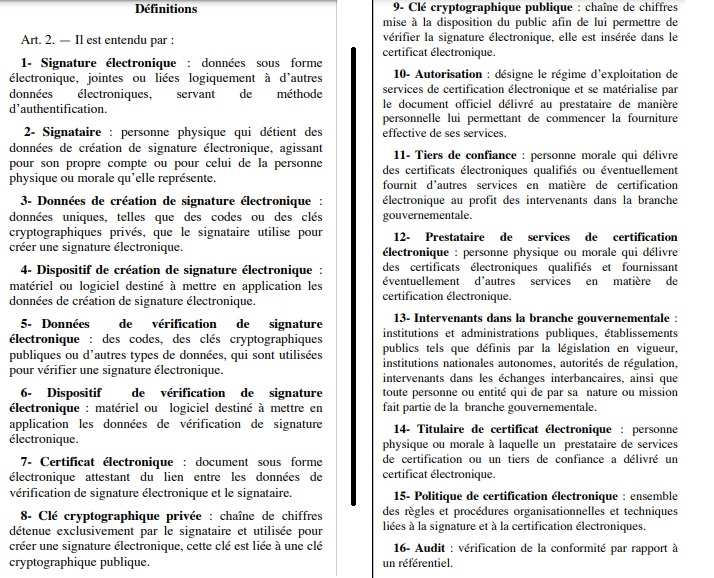 Définitions
Art. 2. — Il est entendu par :
1- Signature électronique : données sous forme
électronique, jointes ou liées logiquement à d'autres
données électroniques, servant de méthode
d'authentification.
2- Signataire : personne physique qui détient des
données de création de signature électronique, agissant
pour son propre compte ou pour celui de la personne
physique ou morale qu'elle représente.
3- Données de création de signature électronique :
données uniques, telles que des codes ou des clés
cryptographiques privés, que le signataire utilise pour
créer une signature électronique.
4- Dispositif de création de signature électronique :
matériel ou logiciel destiné à mettre en application les
données de création de signature électronique.
5- Données de vérification de signature
électronique : des codes, des clés cryptographiques
publiques ou d'autres types de données, qui sont utilisées
pour vérifier une signature électronique.
6- Dispositif de vérification de signature
électronique : matériel ou logiciel destiné à mettre en
application les données de vérification de signature
électronique.
7- Certificat électronique : document sous forme
électronique attestant du lien entre les données de
vérification de signature électronique et le signataire.
8- Clé cryptographique privée : chaîne de chiffres
détenue exclusivement par le signataire et utilisée pour
créer une signature électronique, cette clé est liée à une clé
cryptographique publique.
9- Clé cryptographique publique : chaîne de chiffres
mise à la disposition du public afin de lui permettre de
vérifier la signature électronique, elle est insérée dans le
certificat électronique.
10- Autorisation : désigne le régime d'exploitation de
services de certification électronique et se matérialise par
le document officiel délivré au prestataire de manière
personnelle lui permettant de commencer la fourniture
effective de ses services.
11- Tiers de confiance : personne morale qui délivre
des certificats électroniques qualifiés ou éventuellement
fournit d'autres services en matière de certification
électronique au profit des intervenants dans la branche
gouvernementale.
12- Prestataire de services de certification
électronique : personne physique ou morale qui délivre
des certificats électroniques qualifiés et fournissant
éventuellement d'autres services en matière de
certification électronique.
13- Intervenants dans la branche gouvernementale :
institutions et administrations publiques, établissements
publics tels que définis par la législation en vigueur,
institutions nationales autonomes, autorités de régulation,
intervenants dans les échanges interbancaires, ainsi que
toute personne ou entité qui de par sa nature ou mission
fait partie de la branche gouvernementale.
14- Titulaire de certificat électronique : personne
physique ou morale à laquelle un prestataire de services
de certification ou un tiers de confiance a délivré un
certificat électronique.
15- Politique de certification électronique : ensemble
des règles et procédures organisationnelles et techniques
liées à la signature et à la certification électroniques.
16- Audit : vérification de la conformité par rapport à
un référentiel.